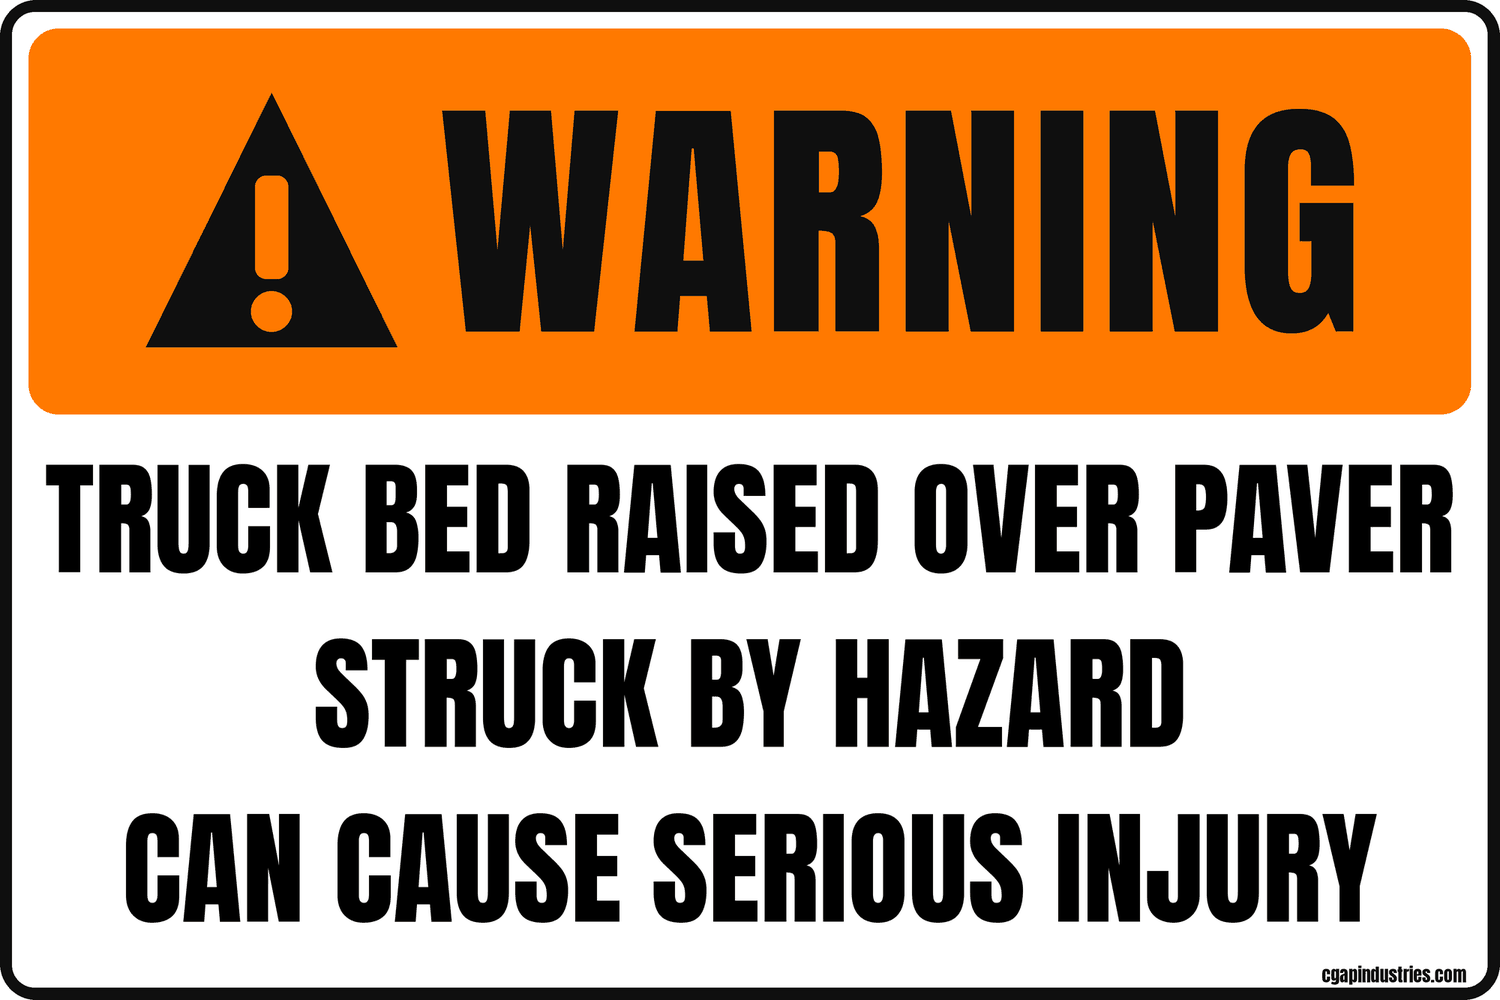 WARNING
TRUCK BED RAISED OVER PAVER
STRUCK BY HAZARD
CAN CAUSE SERIOUS INJURY
cgapindustries.com